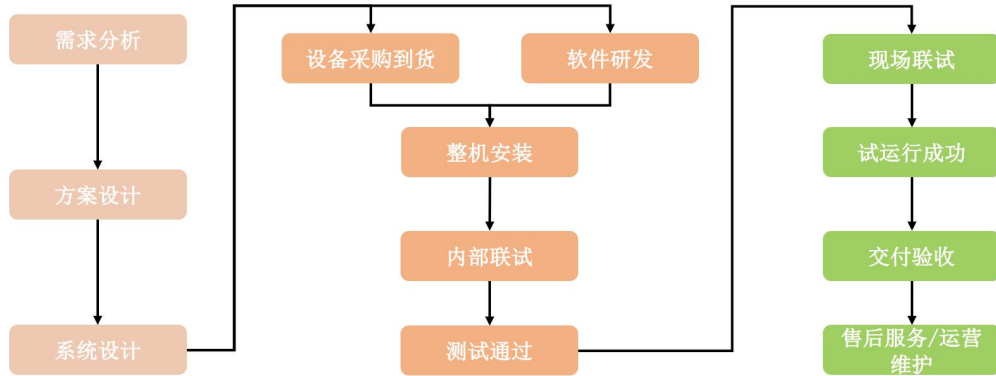 需求分析
方案设计
系统设计
设备采购到货
软件研发
整机安装
内部联试
测试通过
现场联试
试运行成功
交付验收
售后服务/运营
维护